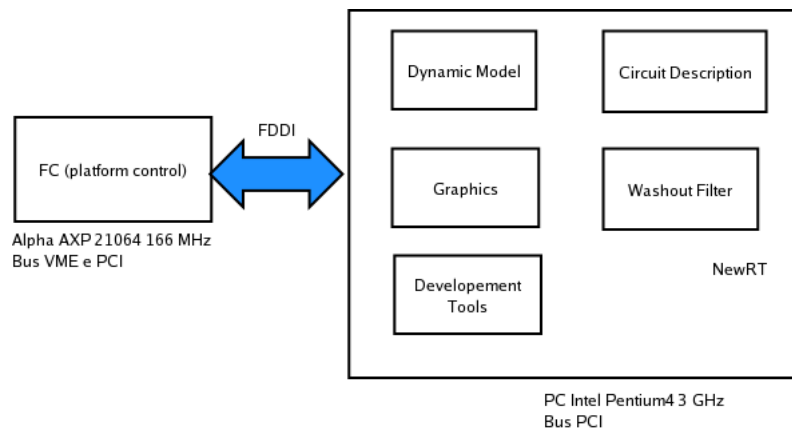 Dynamic Model
Circuit Description
FDDI
FC (platform control)
Graphics
Washout Filter
Alpha AXP 21064 166 MHz
Bus VME e PCI
Developement
Tools
NewRT
PC Intel Pentium4 3 GHz
Bus PCI